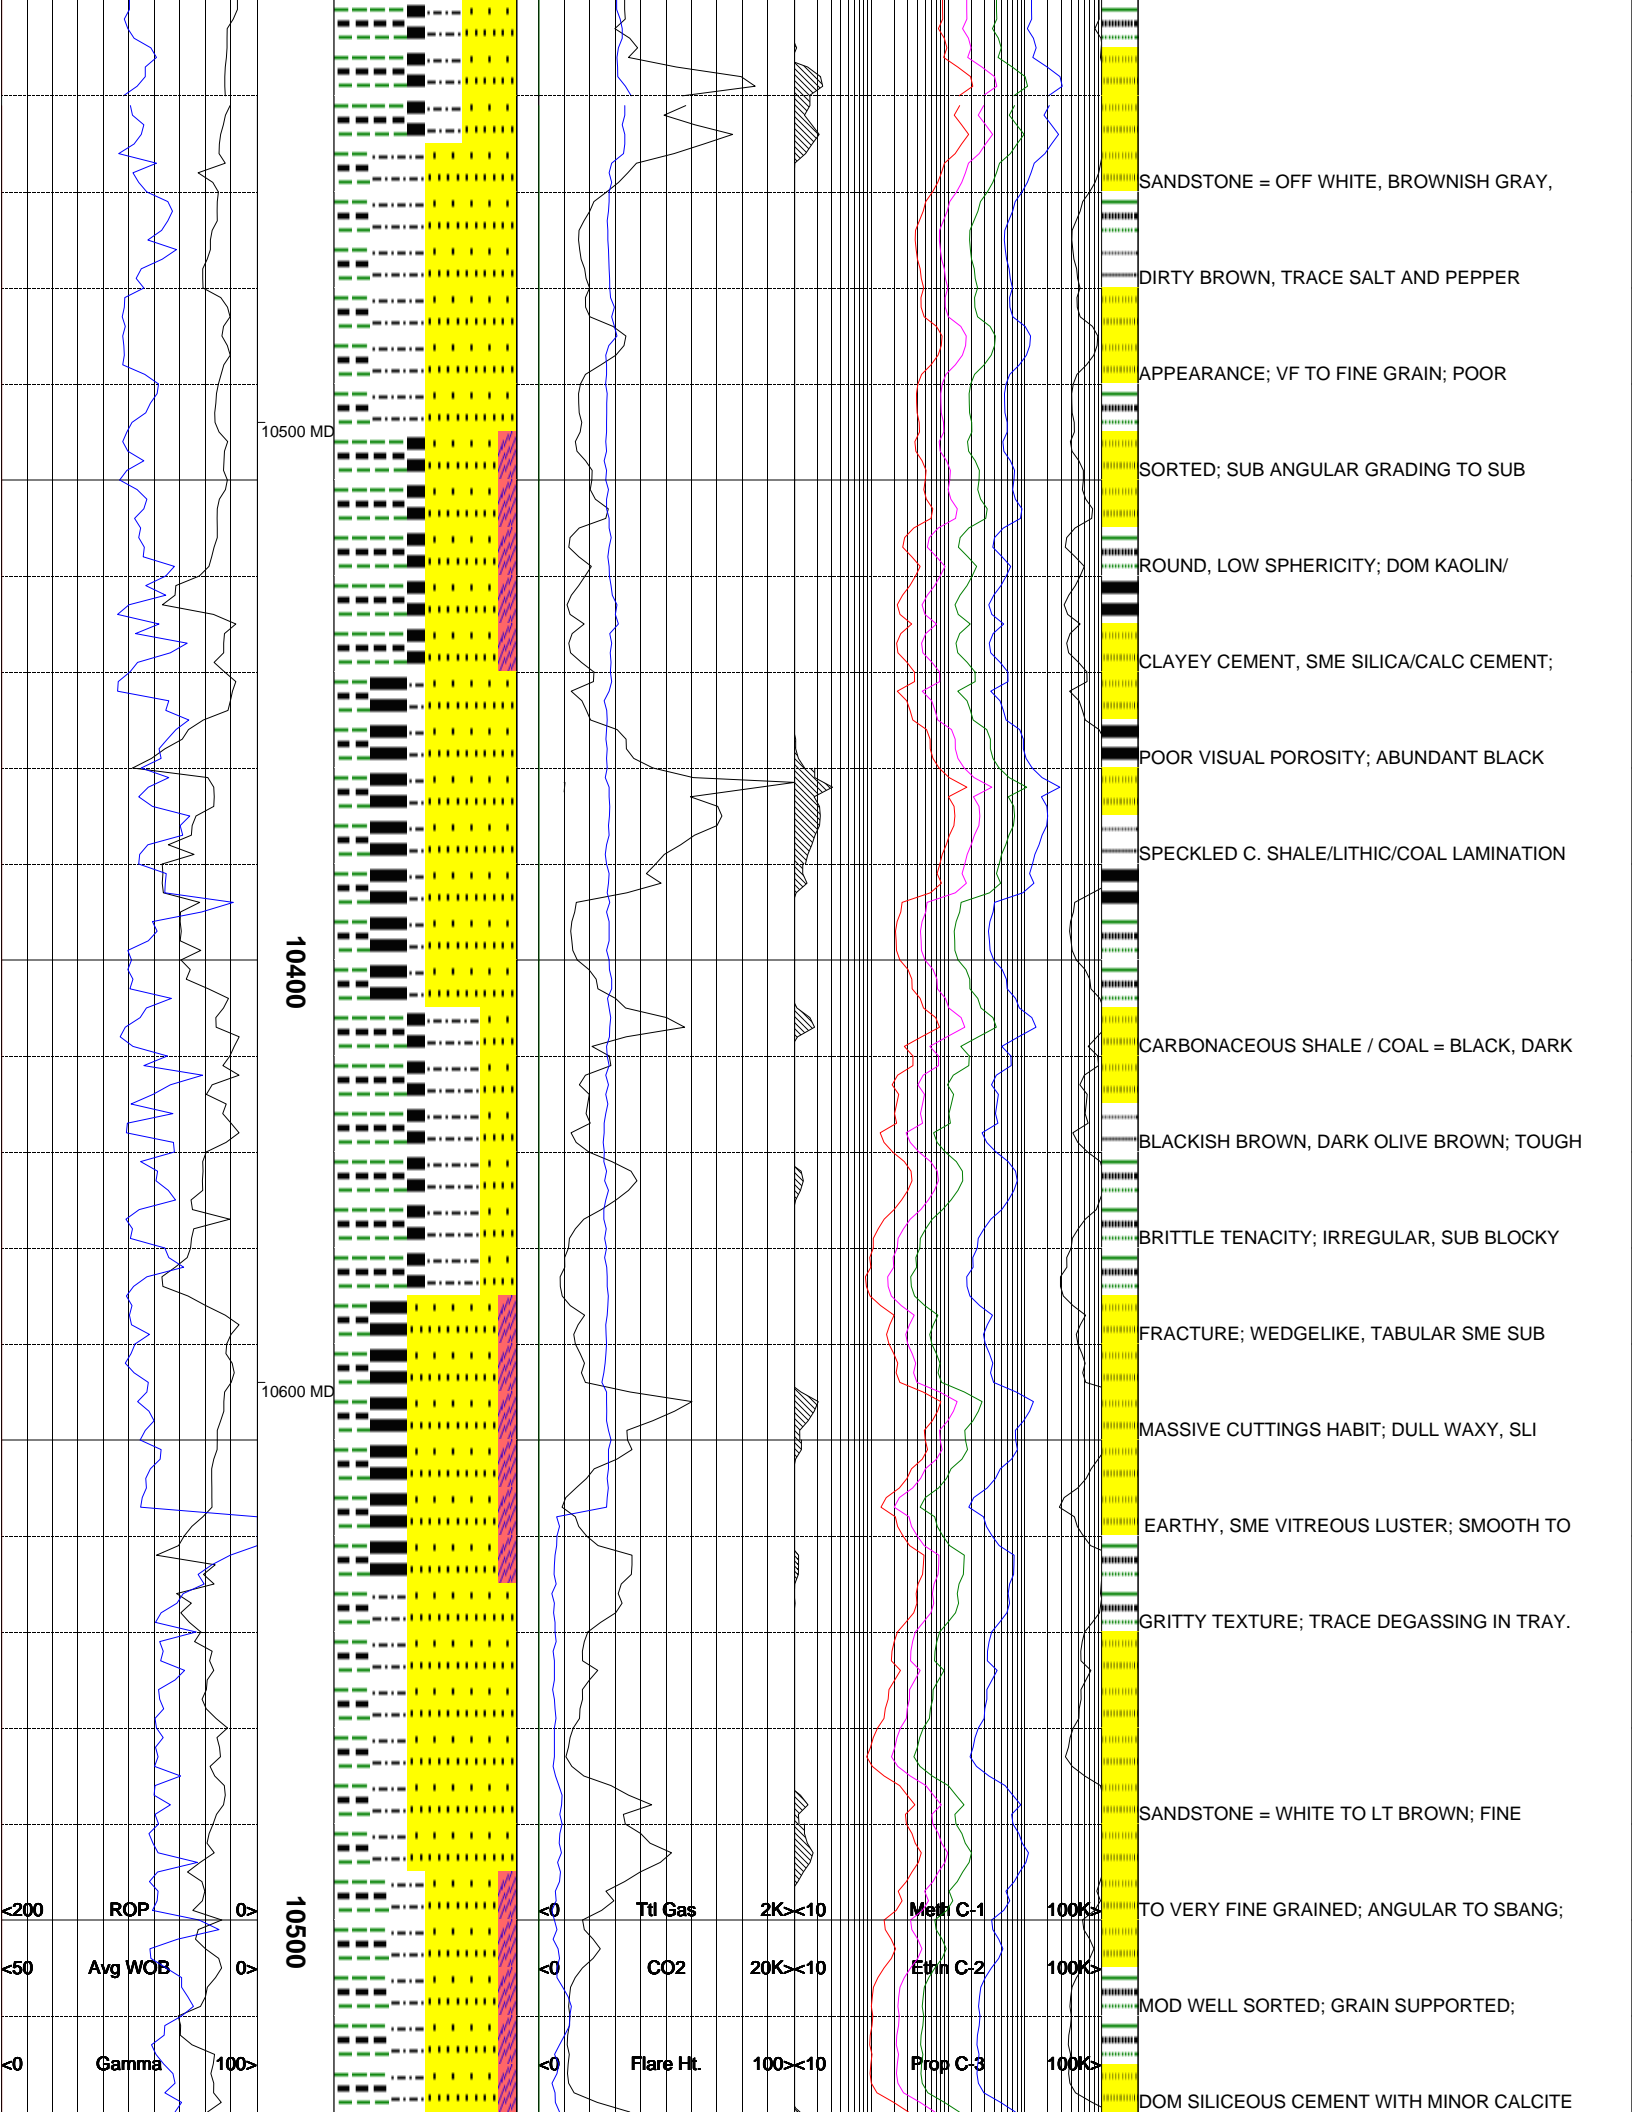 SANDSTONE = OFF WHITE, BROWNISH GRAY,
DIRTY BROWN, TRACE SALT AND PEPPER
APPEARANCE; VF TO FINE GRAIN; POOR
10500 MD
SORTED; SUB ANGULAR GRADING TO SUB
ROUND, LOW SPHERICITY; DOM KAOLIN/
CLAYEY CEMENT, SME SILICA/CALC CEMENT;
POOR VISUAL POROSITY; ABUNDANT BLACK
SPECKLED C. SHALE/LITHIC/COAL LAMINATION
10400
CARBONACEOUS SHALE / COAL = BLACK, DARK
BLACKISH BROWN, DARK OLIVE BROWN; TOUGH
BRITTLE TENACITY; IRREGULAR, SUB BLOCKY
FRACTURE; WEDGELIKE, TABULAR SME SUB
10600 MD
MASSIVE CUTTINGS HABIT; DULL WAXY, SLI
EARTHY, SME VITREOUS LUSTER; SMOOTH TO
GRITTY TEXTURE; TRACE DEGASSING IN TRAY.
SANDSTONE = WHITE TO LT BROWN; FINE
10500
<200 ROP 0> <0 Ttl Gas 2K><10 Meth C-1 100K> TO VERY FINE GRAINED; ANGULAR TO SBANG;
<50 Avg WOB 0> <0 CO2 20K><10 Ethn C-2 100K>
MOD WELL SORTED; GRAIN SUPPORTED;
<0 Gamma 100> <0 Flare Ht. 100><10 Prop C-3 100K>
DOM SILICEOUS CEMENT WITH MINOR CALCITE